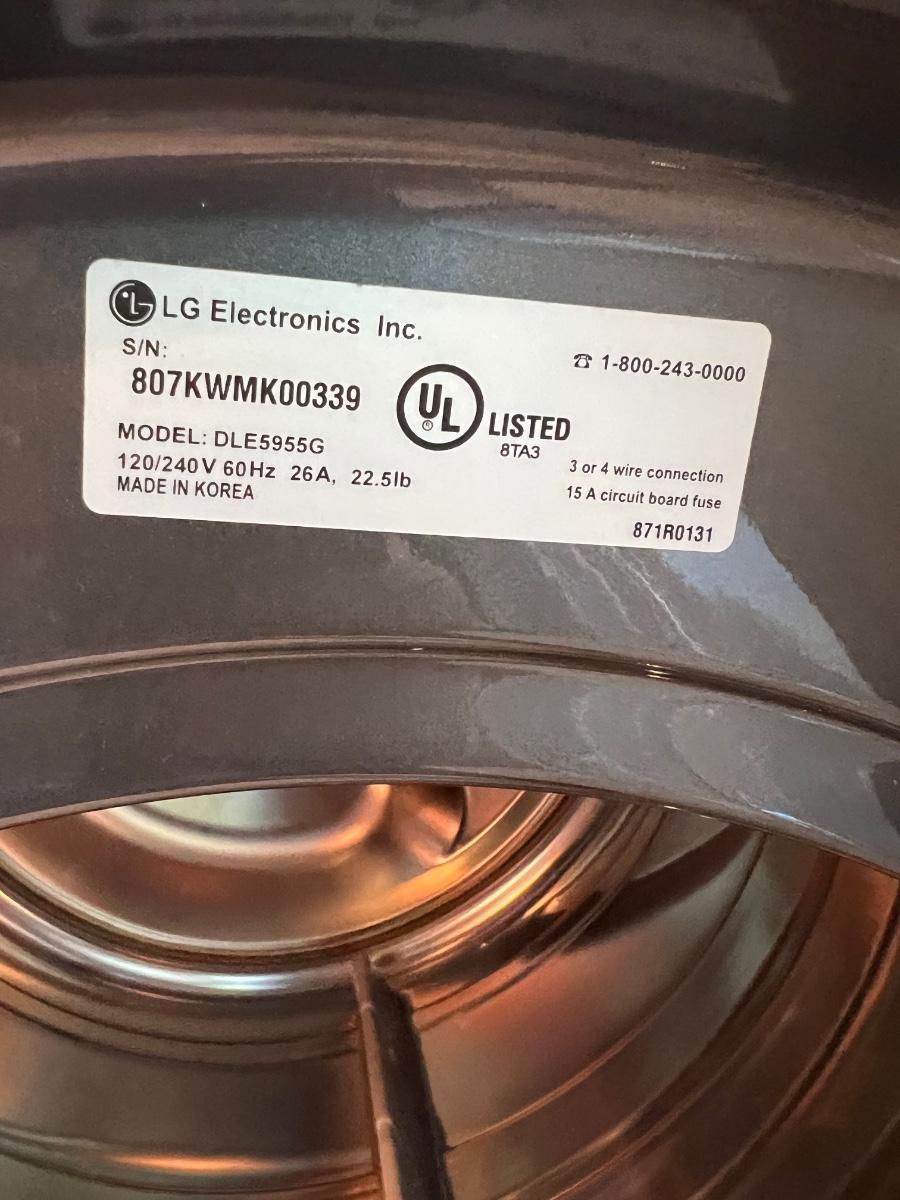 LG Electronics Inc.
S/N:
807KWMK00339
MODEL: DLE5955G
120/240V 60Hz 26A, 22.5lb
MADE IN KOREA
UL
®
LISTED
8TA3
☎ 1-800-243-0000
3 or 4 wire connection
15 A circuit board fuse
871R0131